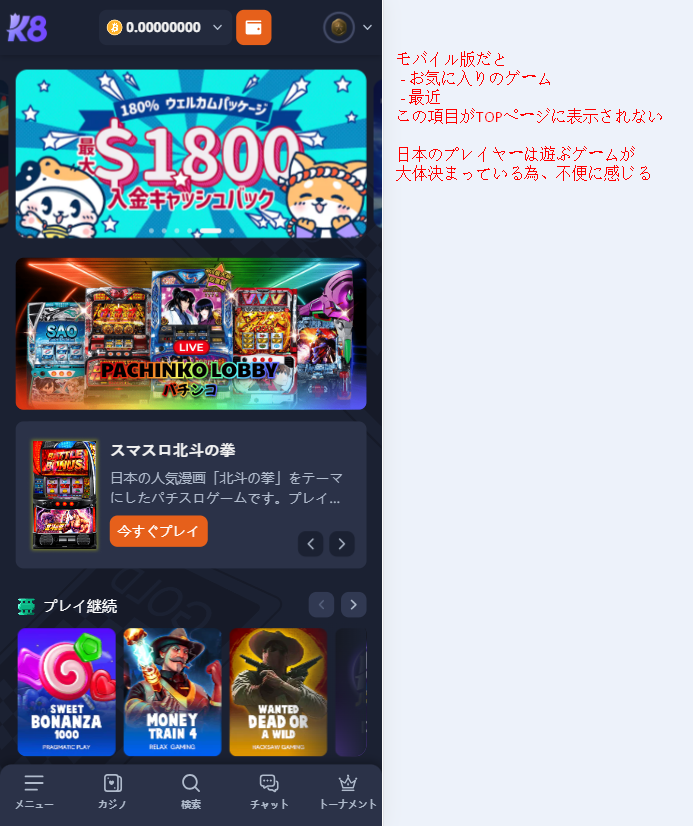 K8
0.00000000
180% ウェルカムパッケージ
最大$1800
入金キャッシュバック
SAO
VVV
LIVE
PACHINKO LOBBY
パチンコ
BATTLE BONUS
スマスロ北斗の拳
日本の人気漫画「北斗の拳」をテーマ
にしたパチスロゲームです。プレイ...
今すぐプレイ
プレイ継続
SWEET
BONANZA
1000
PRAGMATIC PLAY
MONEY
TRAIN 4
RELAX GAMING
WANTED
DEAD OR
A WILD
HACKSAW GAMING
メニュー
カジノ
検索
チャット
トーナメント
モバイル版だと
- お気に入りのゲーム
- 最近
この項目がTOPページに表示されない
日本のプレイヤーは遊ぶゲームが
大体決まっている為、不便に感じる